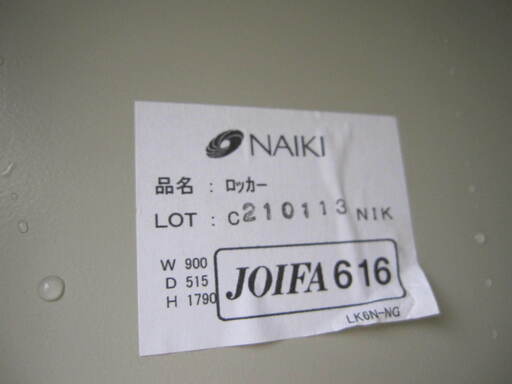 NAIKI
品名 : ロッカー
LOT : C210113 NIK
W 900
D 515
H 1790
JOIFA 616
LK6N-NG